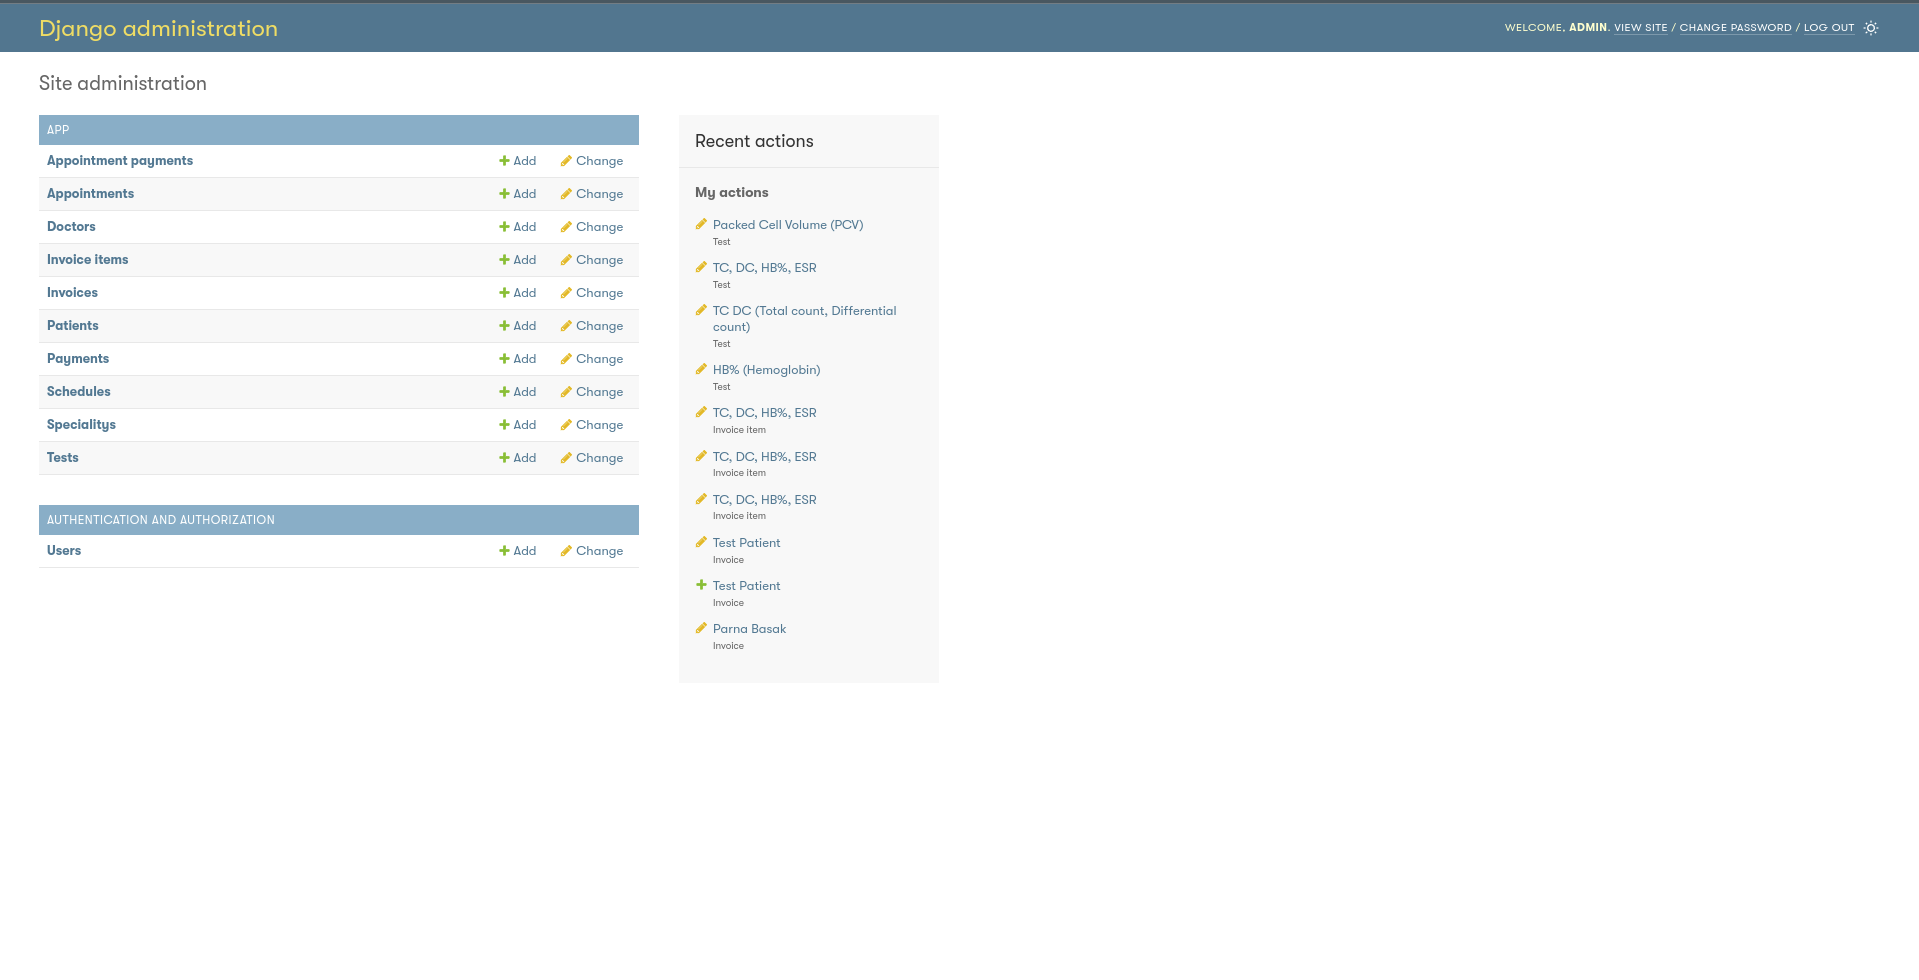 Django administration
WELCOME, ADMIN. VIEW SITE / CHANGE PASSWORD / LOG OUT
Site administration
APP
Appointment payments Add Change
Appointments Add Change
Doctors Add Change
Invoice items Add Change
Invoices Add Change
Patients Add Change
Payments Add Change
Schedules Add Change
Specialitys Add Change
Tests Add Change
AUTHENTICATION AND AUTHORIZATION
Users Add Change
Recent actions
My actions
Packed Cell Volume (PCV)
Test
TC, DC, HB%, ESR
Test
TC DC (Total count, Differential
count)
Test
HB% (Hemoglobin)
Test
TC, DC, HB%, ESR
Invoice item
TC, DC, HB%, ESR
Invoice item
TC, DC, HB%, ESR
Invoice item
Test Patient
Invoice
Test Patient
Invoice
Parna Basak
Invoice